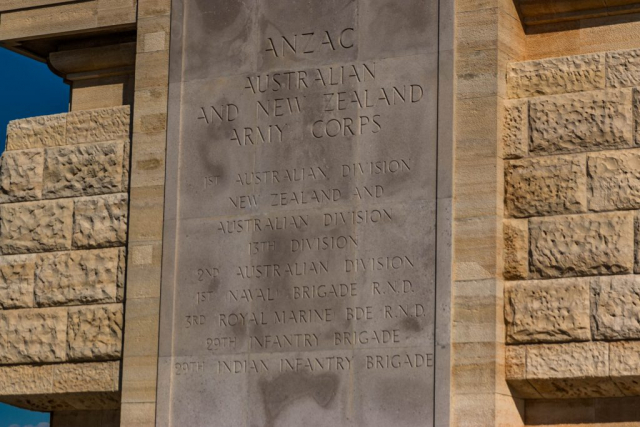 ANZAC
AUSTRALIAN
AND NEW ZEALAND
ARMY CORPS
1ST AUSTRALIAN DIVISION
NEW ZEALAND AND
AUSTRALIAN DIVISION
13TH DIVISION
2ND AUSTRALIAN DIVISION
1ST NAVAL BRIGADE R.N.D.
3RD ROYAL MARINE BDE R.N.D.
29TH INFANTRY BRIGADE
29TH INDIAN INFANTRY BRIGADE